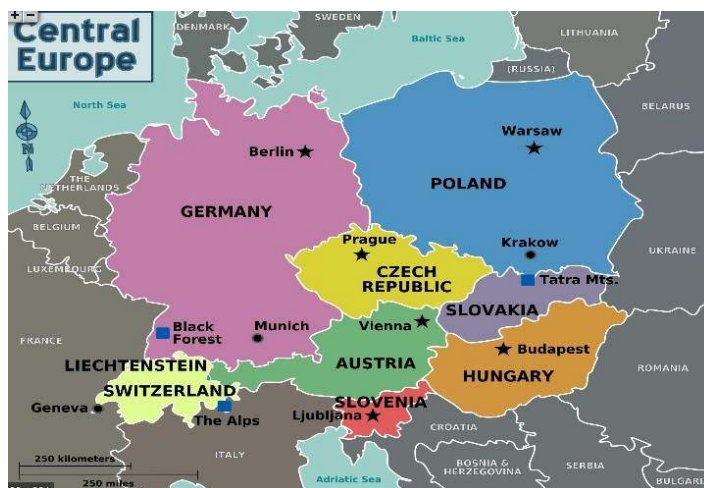 + −
Central
Europe
DENMARK
SWEDEN
LITHUANIA
Baltic Sea
(RUSSIA)
North Sea
BELARUS
Berlin
Warsaw
THE
NETHERLANDS
POLAND
GERMANY
BELGIUM
Prague
Krakow
UKRAINE
LUXEMBOURG
CZECH
REPUBLIC
Tatra Mts.
SLOVAKIA
Black
Forest
Munich
Vienna
FRANCE
Budapest
LIECHTENSTEIN
AUSTRIA
ROMANIA
HUNGARY
SWITZERLAND
SLOVENIA
Geneva
The Alps
Ljubljana
CROATIA
250 kilometers
ITALY
BOSNIA &
HERZEGOVINA
SERBIA
250 miles
Adriatic Sea
BULGARI